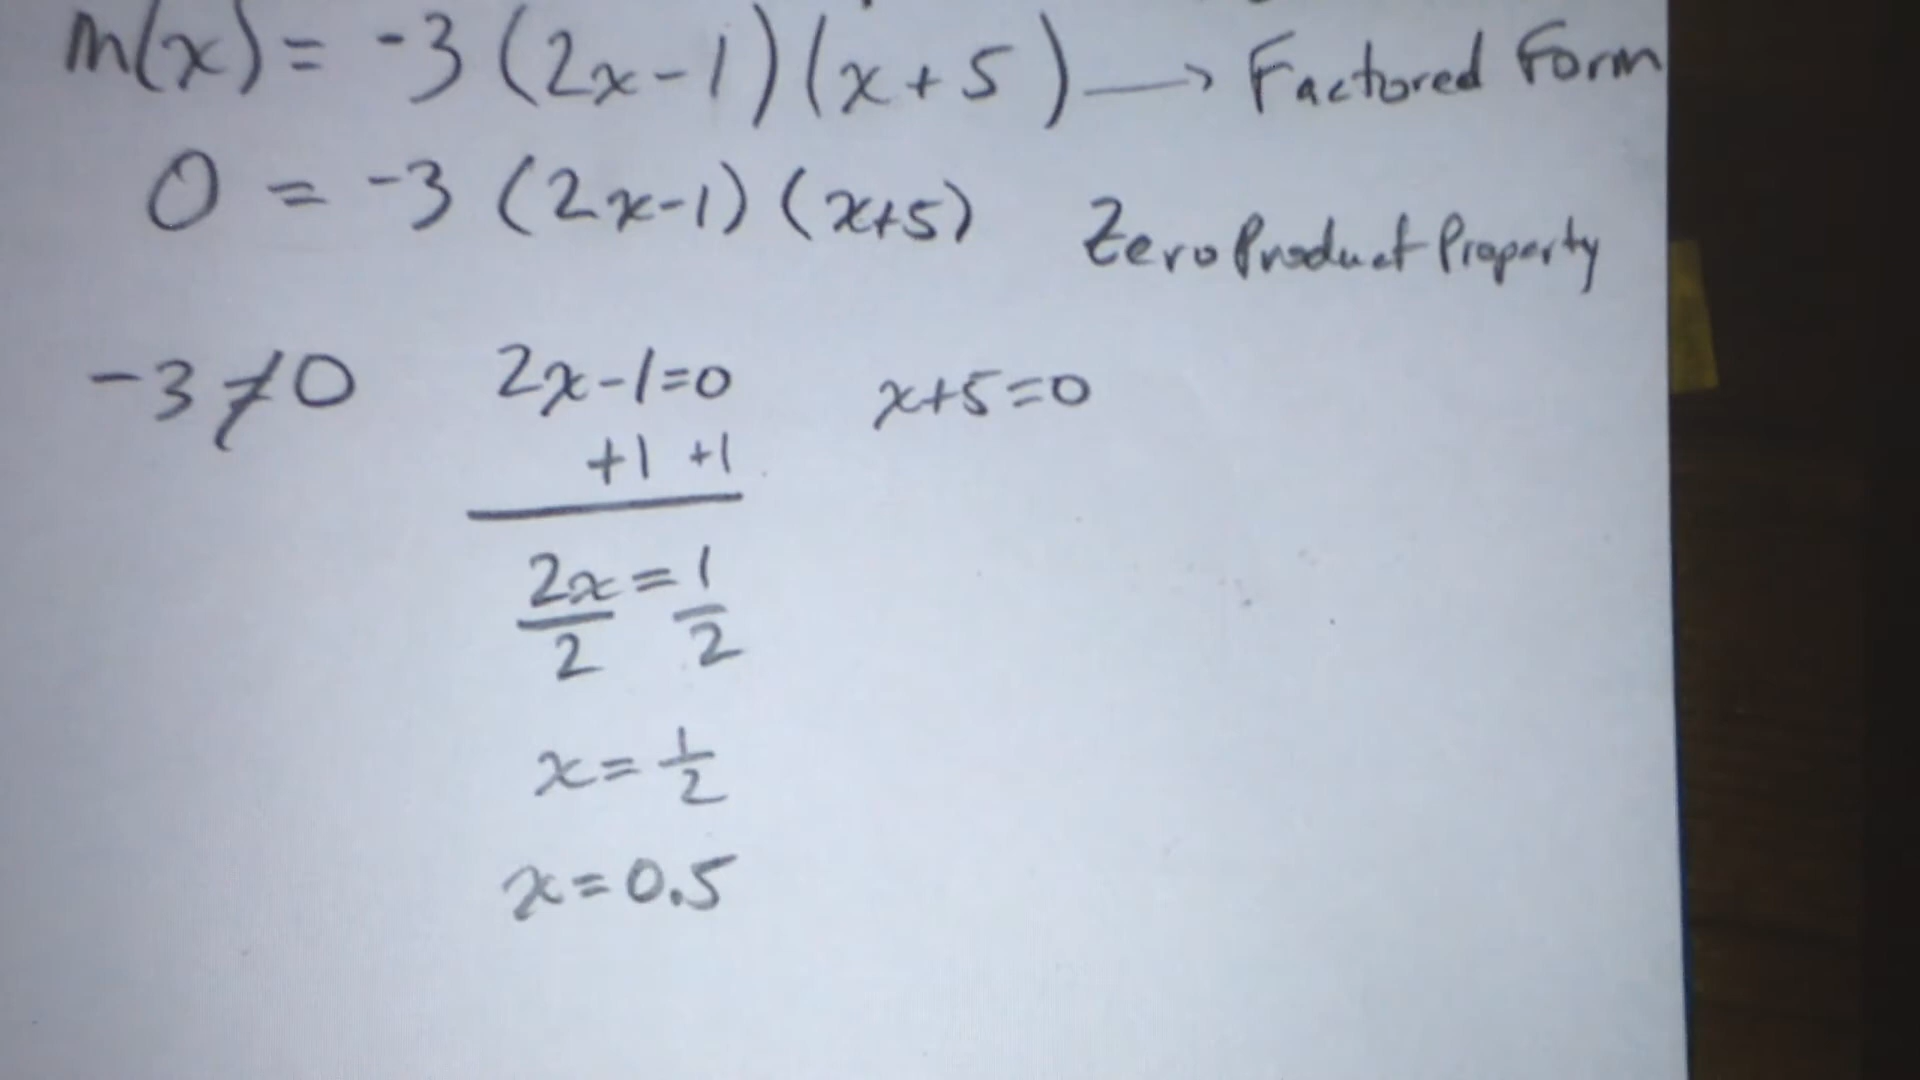 m(x) = -3 (2x-1)(x+5) → Factored Form
0 = -3 (2x-1) (x+5) Zero Product Property
-3≠0 2x-1=0 x+5=0
+1 +1
2x/2 = 1/2
x = 1/2
x = 0.5